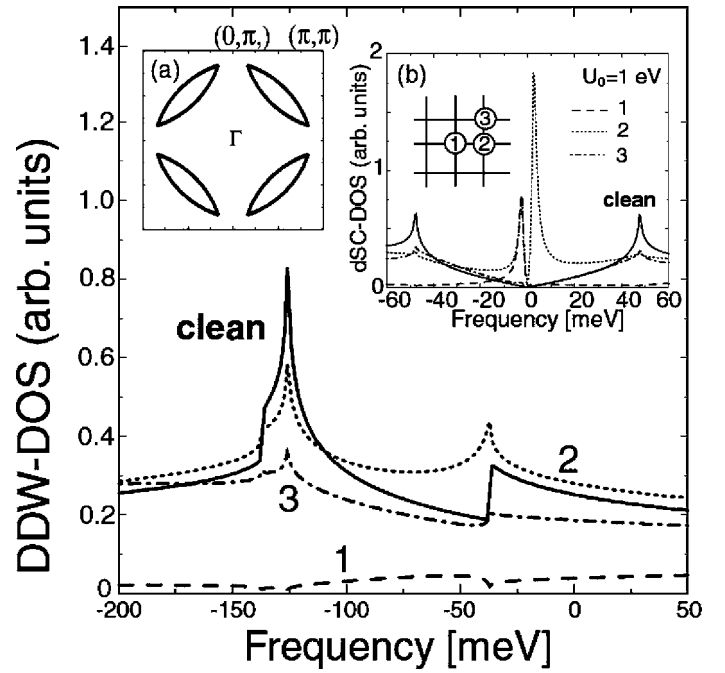 DDW-DOS (arb. units)
1.4
1.2
1.0
0.8
0.6
0.4
0.2
0
-200 -150 -100 -50 0 50
Frequency [meV]
clean
1
2
3
(0,π,) (π,π)
(a)
Γ
(b)
U₀=1 eV
1
2
3
1 2 3
clean
dSC-DOS (arb. units)
2
1
0
-60 -40 -20 0 20 40 60
Frequency [meV]